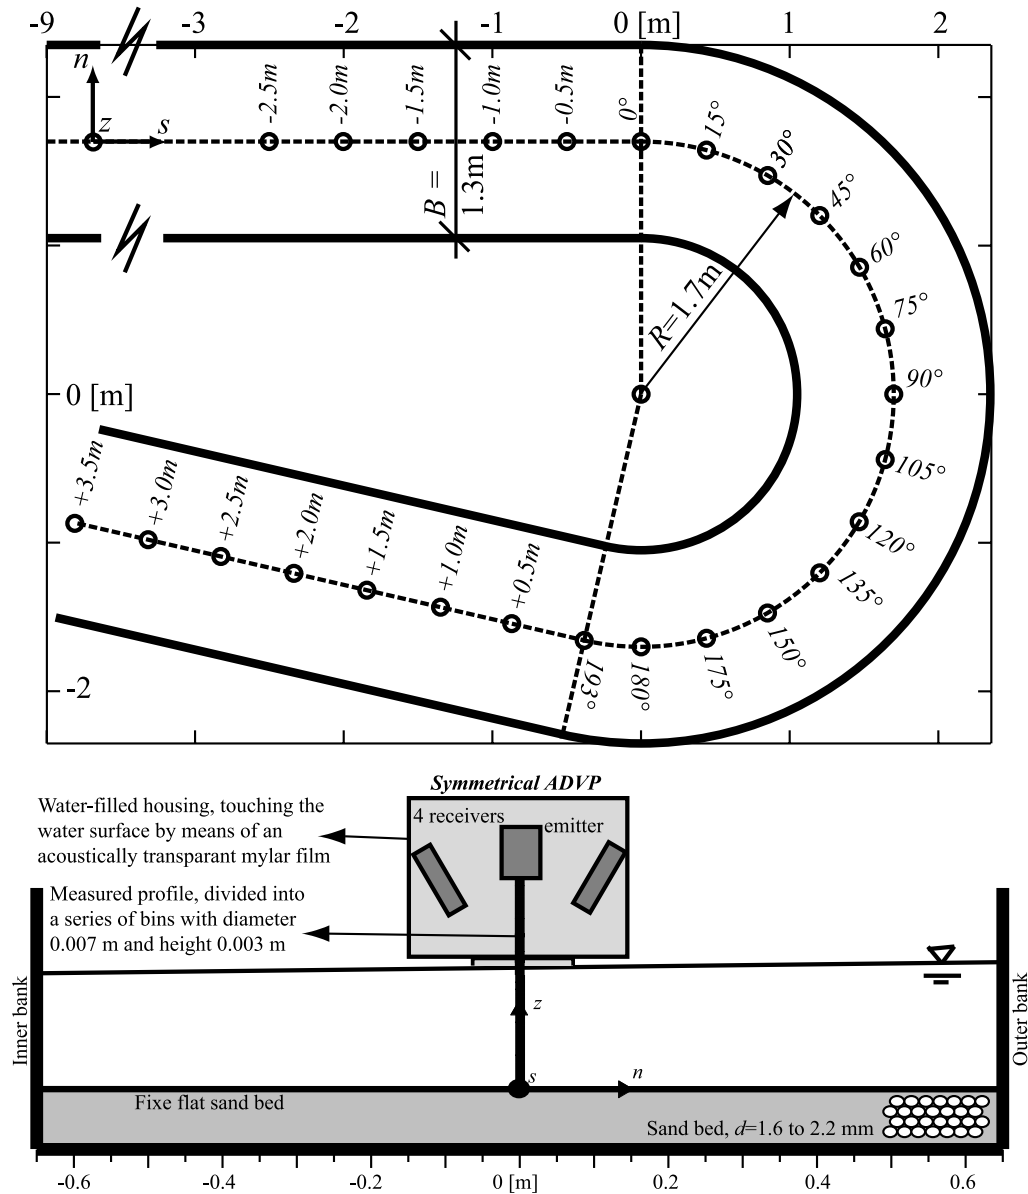 -9
-3
-2
-1
0 [m]
1
2
n
z
s
-2.5m
-2.0m
-1.5m
-1.0m
-0.5m
0°
15°
30°
45°
60°
75°
90°
105°
120°
135°
150°
175°
180°
193°
B =
1.3m
R=1.7m
0 [m]
+3.5m
+3.0m
+2.5m
+2.0m
+1.5m
+1.0m
+0.5m
-2
Symmetrical ADVP
Water-filled housing, touching the
water surface by means of an
acoustically transparant mylar film
4 receivers
emitter
Measured profile, divided into
a series of bins with diameter
0.007 m and height 0.003 m
Inner bank
Outer bank
z
s
n
Fixe flat sand bed
Sand bed, d=1.6 to 2.2 mm
-0.6
-0.4
-0.2
0 [m]
0.2
0.4
0.6